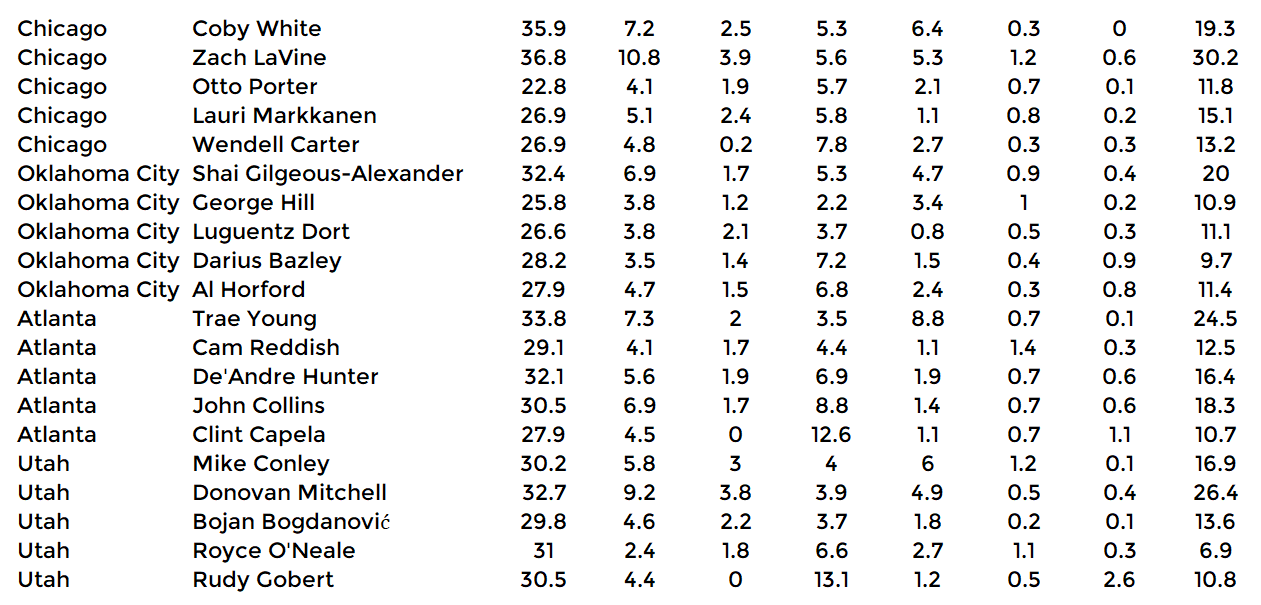 Chicago Coby White 35.9 7.2 2.5 5.3 6.4 0.3 0 19.3
Chicago Zach LaVine 36.8 10.8 3.9 5.6 5.3 1.2 0.6 30.2
Chicago Otto Porter 22.8 4.1 1.9 5.7 2.1 0.7 0.1 11.8
Chicago Lauri Markkanen 26.9 5.1 2.4 5.8 1.1 0.8 0.2 15.1
Chicago Wendell Carter 26.9 4.8 0.2 7.8 2.7 0.3 0.3 13.2
Oklahoma City Shai Gilgeous-Alexander 32.4 6.9 1.7 5.3 4.7 0.9 0.4 20
Oklahoma City George Hill 25.8 3.8 1.2 2.2 3.4 1 0.2 10.9
Oklahoma City Luguentz Dort 26.6 3.8 2.1 3.7 0.8 0.5 0.3 11.1
Oklahoma City Darius Bazley 28.2 3.5 1.4 7.2 1.5 0.4 0.9 9.7
Oklahoma City Al Horford 27.9 4.7 1.5 6.8 2.4 0.3 0.8 11.4
Atlanta Trae Young 33.8 7.3 2 3.5 8.8 0.7 0.1 24.5
Atlanta Cam Reddish 29.1 4.1 1.7 4.4 1.1 1.4 0.3 12.5
Atlanta De'Andre Hunter 32.1 5.6 1.9 6.9 1.9 0.7 0.6 16.4
Atlanta John Collins 30.5 6.9 1.7 8.8 1.4 0.7 0.6 18.3
Atlanta Clint Capela 27.9 4.5 0 12.6 1.1 0.7 1.1 10.7
Utah Mike Conley 30.2 5.8 3 4 6 1.2 0.1 16.9
Utah Donovan Mitchell 32.7 9.2 3.8 3.9 4.9 0.5 0.4 26.4
Utah Bojan Bogdanović 29.8 4.6 2.2 3.7 1.8 0.2 0.1 13.6
Utah Royce O'Neale 31 2.4 1.8 6.6 2.7 1.1 0.3 6.9
Utah Rudy Gobert 30.5 4.4 0 13.1 1.2 0.5 2.6 10.8